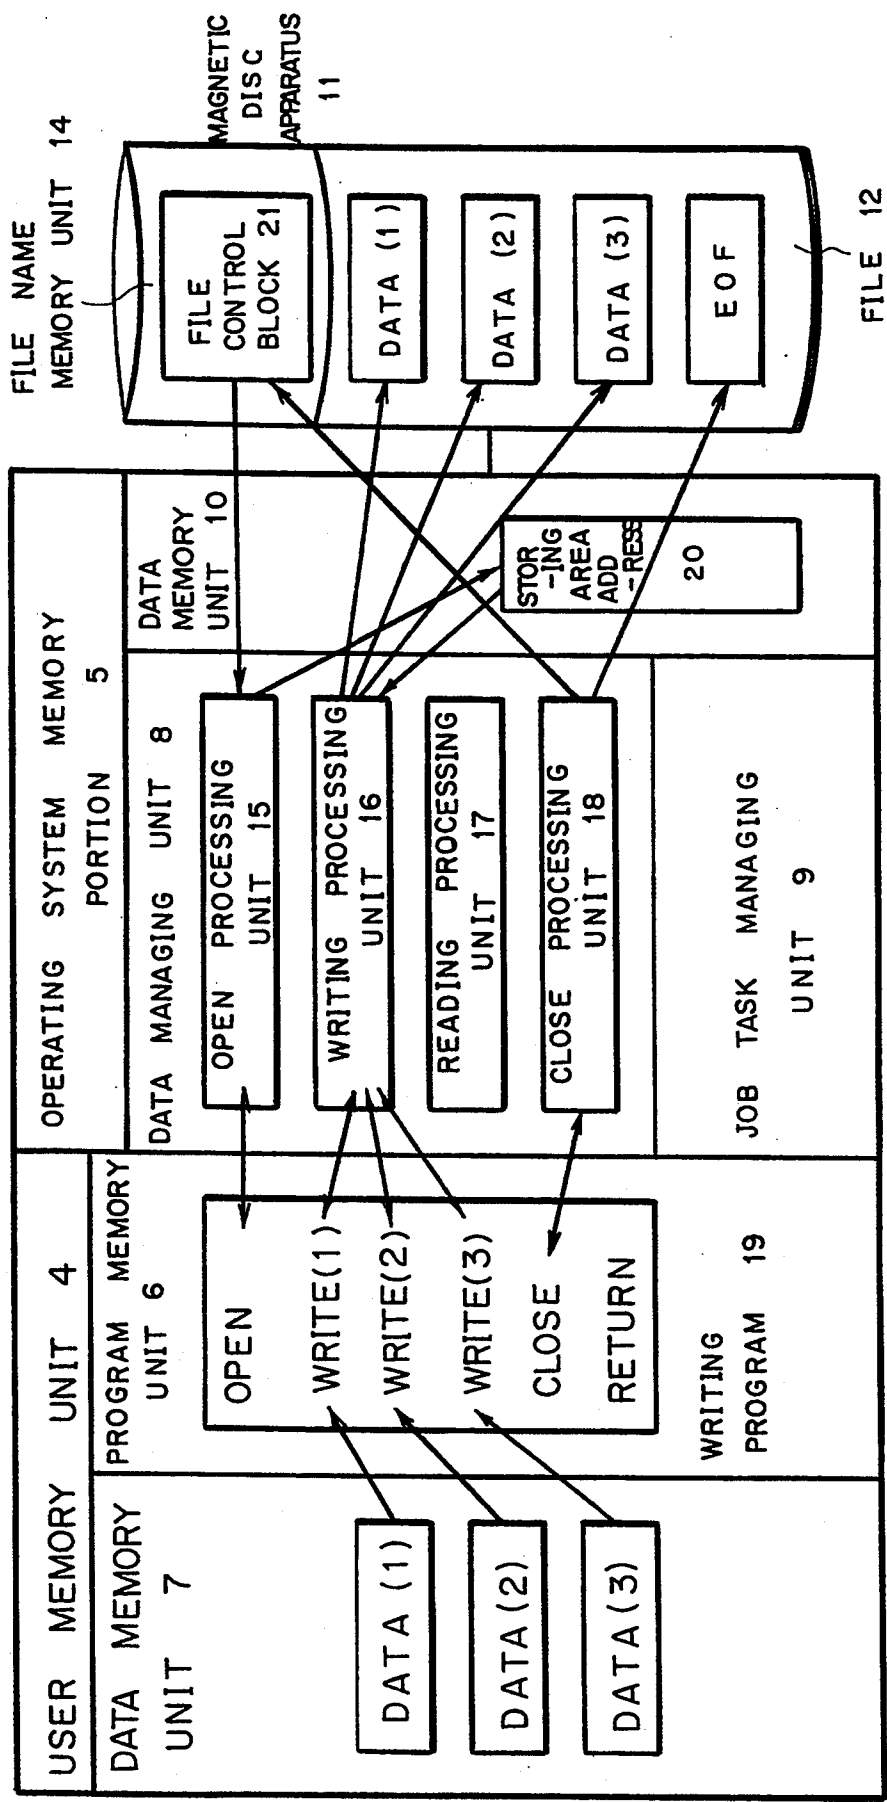 USER MEMORY UNIT 4
DATA MEMORY
UNIT 7
DATA (1)
DATA (2)
DATA (3)
PROGRAM MEMORY
UNIT 6
OPEN
WRITE(1)
WRITE(2)
WRITE(3)
CLOSE
RETURN
WRITING
PROGRAM 19
OPERATING SYSTEM MEMORY
PORTION 5
DATA MANAGING UNIT 8
OPEN PROCESSING
UNIT 15
WRITING PROCESSING
UNIT 16
READING PROCESSING
UNIT 17
CLOSE PROCESSING
UNIT 18
JOB TASK MANAGING
UNIT 9
DATA
MEMORY
UNIT 10
STOR
-ING
AREA
ADD
-RESS
20
FILE NAME
MEMORY UNIT 14
MAGNETIC
DISC
APPARATUS
11
FILE
CONTROL
BLOCK 21
DATA (1)
DATA (2)
DATA (3)
EOF
FILE 12